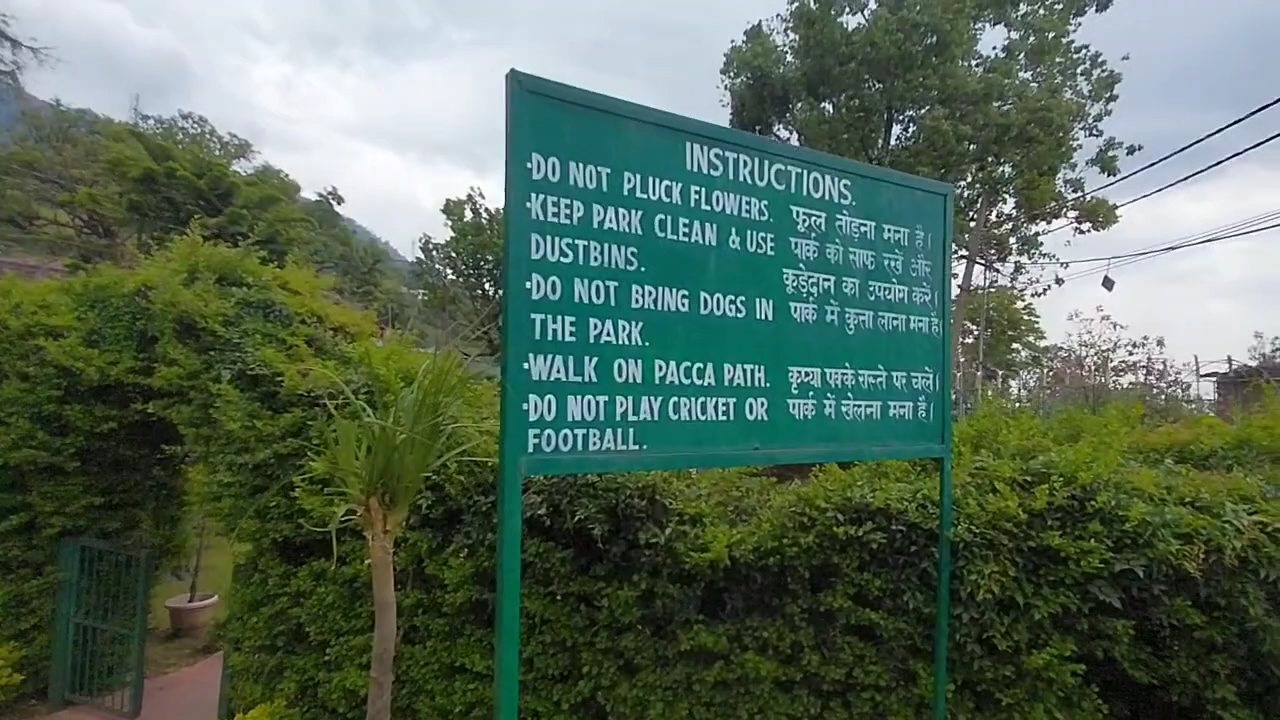 INSTRUCTIONS.
·DO NOT PLUCK FLOWERS.
·KEEP PARK CLEAN & USE
DUSTBINS.
·DO NOT BRING DOGS IN
THE PARK.
·WALK ON PACCA PATH.
·DO NOT PLAY CRICKET OR
FOOTBALL.
फूल तोड़ना मना है।
पार्क को साफ रखें और
कूड़ेदान का उपयोग करें।
पार्क में कुत्ता लाना मना है।
कृप्या पक्के रास्ते पर चलें।
पार्क में खेलना मना है।